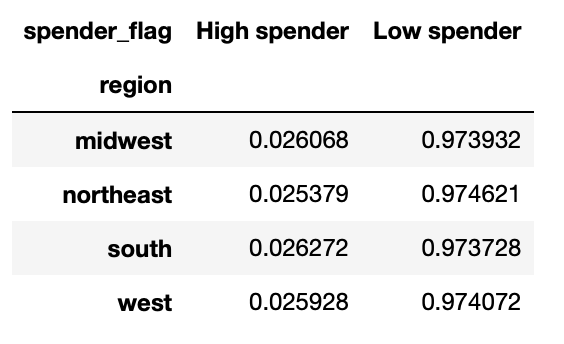 spender_flag High spender Low spender
region
midwest 0.026068 0.973932
northeast 0.025379 0.974621
south 0.026272 0.973728
west 0.025928 0.974072